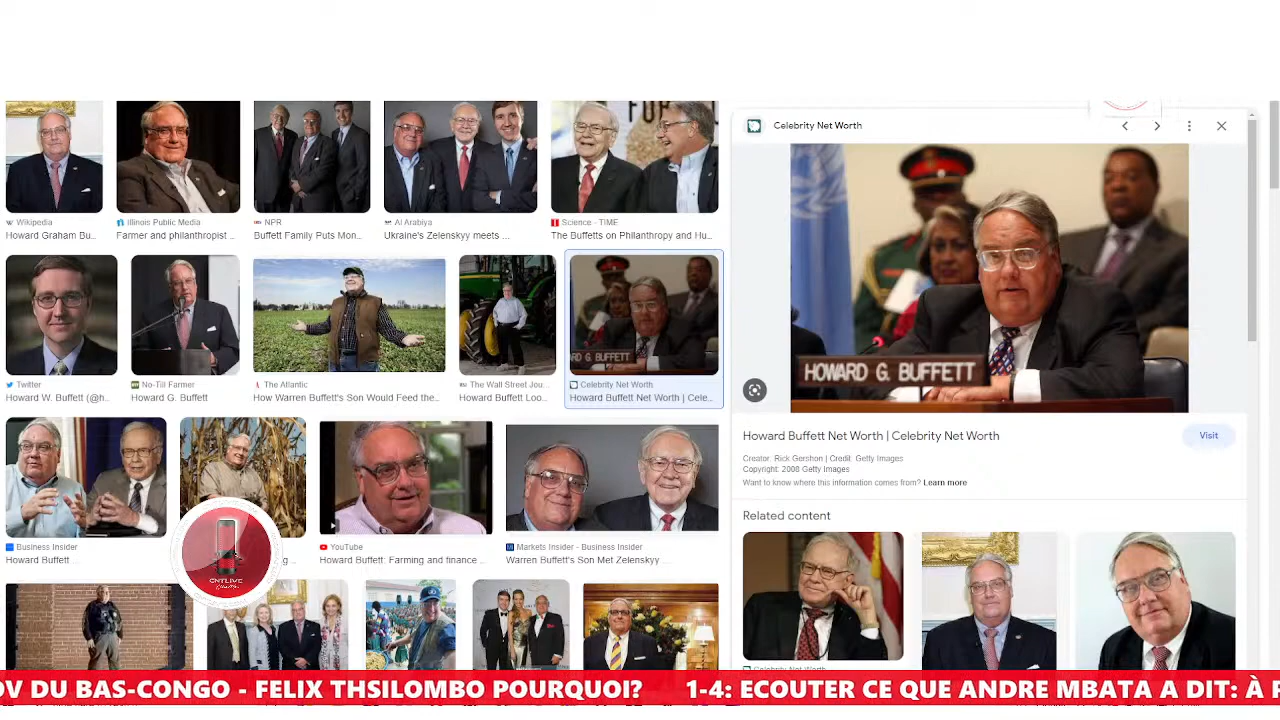 Celebrity Net Worth
Wikipedia
Howard Graham Bu...
Illinois Public Media
Farmer and philanthropist ...
NPR
Buffett Family Puts Mon...
Al Arabiya
Ukraine's Zelenskyy meets ...
Science - TIME
The Buffetts on Philanthropy and Hu...
Twitter
Howard W. Buffett (@h...
No-Till Farmer
Howard G. Buffett
The Atlantic
How Warren Buffett's Son Would Feed the...
The Wall Street Jou...
Howard Buffett Loo...
RD G. BUFFETT
Celebrity Net Worth
Howard Buffett Net Worth | Cele...
HOWARD G. BUFFETT
Howard Buffett Net Worth | Celebrity Net Worth
Visit
Creator: Rick Gershon | Credit: Getty Images
Copyright: 2008 Getty Images
Want to know where this information comes from? Learn more
Related content
Business Insider
Howard Buffett ...
YouTube
Howard Buffett: Farming and finance ...
Markets Insider - Business Insider
Warren Buffett's Son Met Zelenskyy ...
CNTLIVE
OV DU BAS-CONGO - FELIX THSILOMBO POURQUOI? 1-4: ECOUTER CE QUE ANDRE MBATA A DIT: À